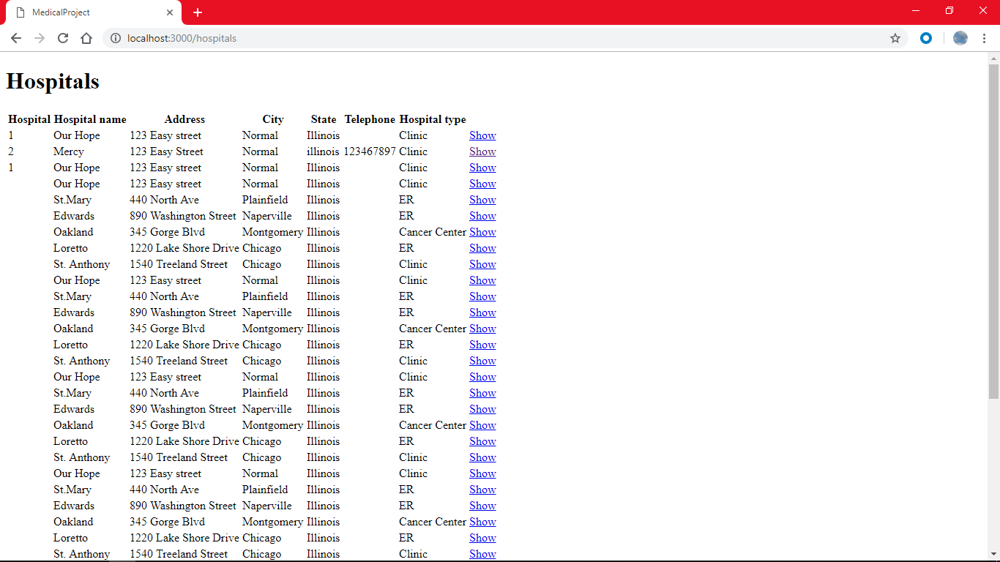 MedicalProject
localhost:3000/hospitals
Hospitals
Hospital Hospital name Address City State Telephone Hospital type
1 Our Hope 123 Easy street Normal Illinois Clinic Show
2 Mercy 123 Easy Street Normal illinois 123467897 Clinic Show
1 Our Hope 123 Easy street Normal Illinois Clinic Show
Our Hope 123 Easy street Normal Illinois Clinic Show
St.Mary 440 North Ave Plainfield Illinois ER Show
Edwards 890 Washington Street Naperville Illinois ER Show
Oakland 345 Gorge Blvd Montgomery Illinois Cancer Center Show
Loretto 1220 Lake Shore Drive Chicago Illinois ER Show
St. Anthony 1540 Treeland Street Chicago Illinois Clinic Show
Our Hope 123 Easy street Normal Illinois Clinic Show
St.Mary 440 North Ave Plainfield Illinois ER Show
Edwards 890 Washington Street Naperville Illinois ER Show
Oakland 345 Gorge Blvd Montgomery Illinois Cancer Center Show
Loretto 1220 Lake Shore Drive Chicago Illinois ER Show
St. Anthony 1540 Treeland Street Chicago Illinois Clinic Show
Our Hope 123 Easy street Normal Illinois Clinic Show
St.Mary 440 North Ave Plainfield Illinois ER Show
Edwards 890 Washington Street Naperville Illinois ER Show
Oakland 345 Gorge Blvd Montgomery Illinois Cancer Center Show
Loretto 1220 Lake Shore Drive Chicago Illinois ER Show
St. Anthony 1540 Treeland Street Chicago Illinois Clinic Show
Our Hope 123 Easy street Normal Illinois Clinic Show
St.Mary 440 North Ave Plainfield Illinois ER Show
Edwards 890 Washington Street Naperville Illinois ER Show
Oakland 345 Gorge Blvd Montgomery Illinois Cancer Center Show
Loretto 1220 Lake Shore Drive Chicago Illinois ER Show
St. Anthony 1540 Treeland Street Chicago Illinois Clinic Show